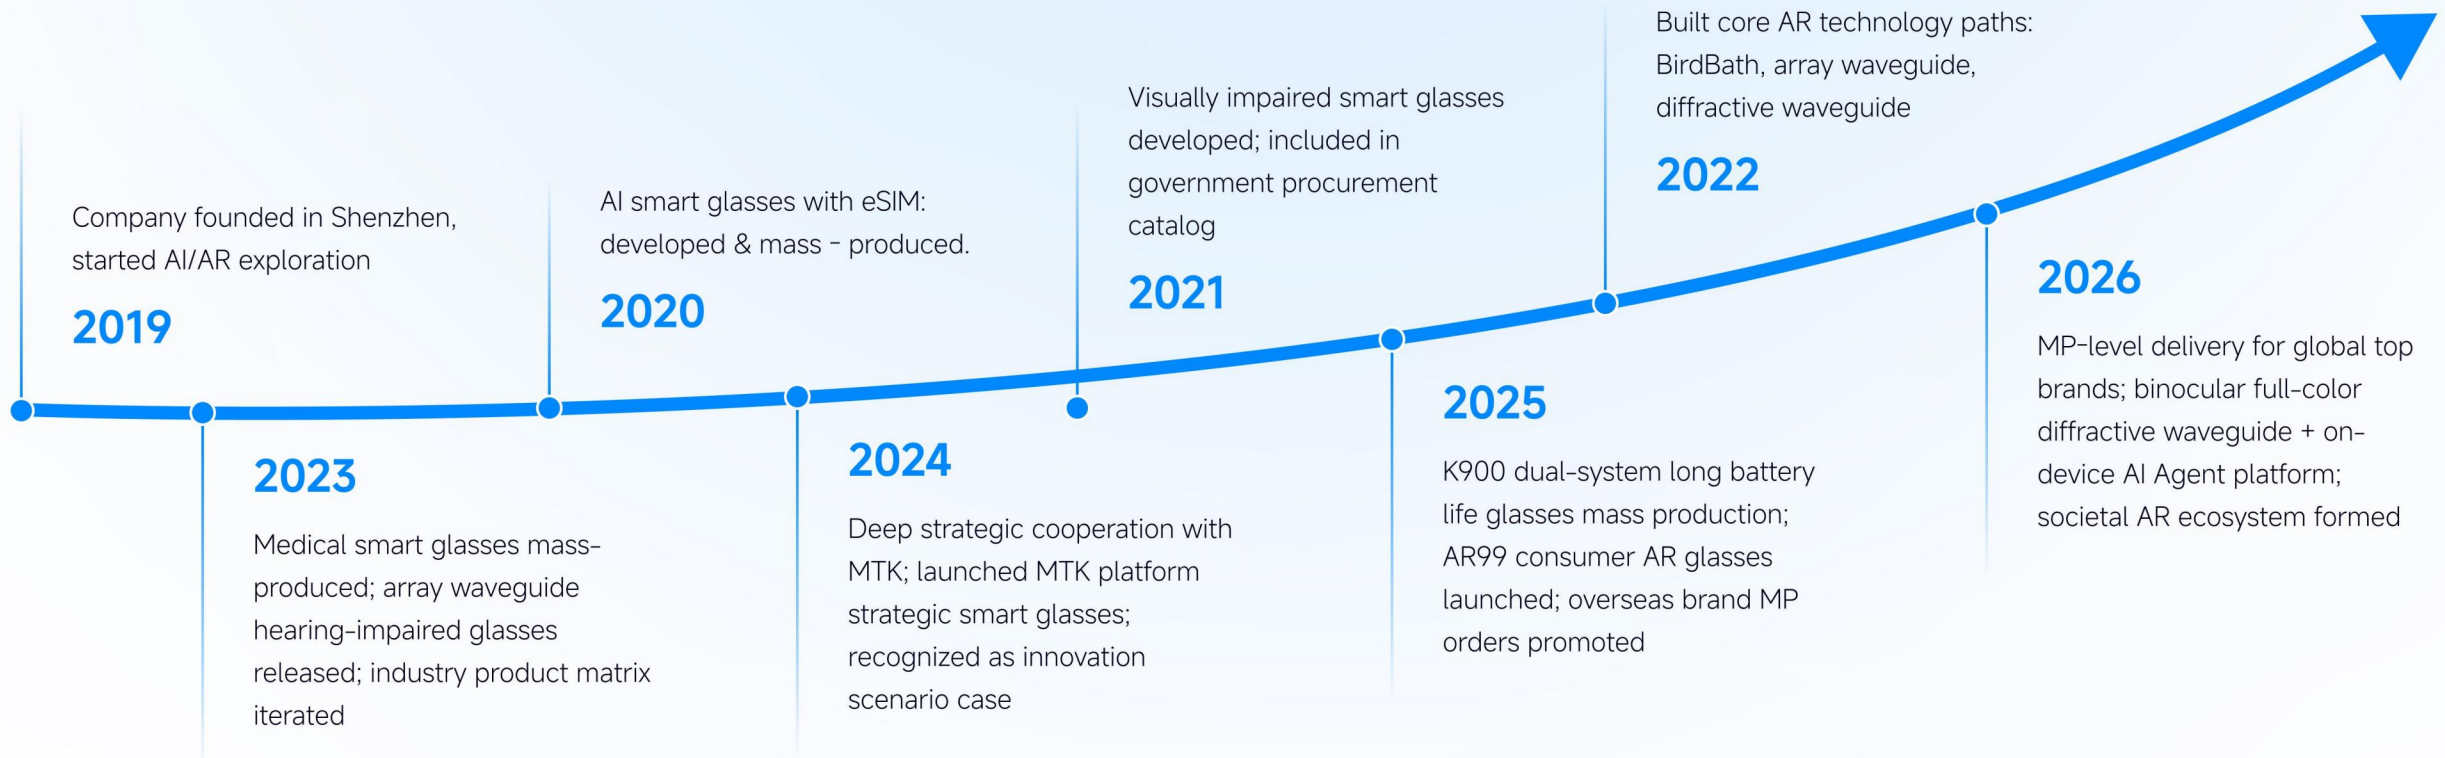 Company founded in Shenzhen,
started AI/AR exploration
2019
AI smart glasses with eSIM:
developed & mass - produced.
2020
Visually impaired smart glasses
developed; included in
government procurement
catalog
2021
Built core AR technology paths:
BirdBath, array waveguide,
diffractive waveguide
2022
2023
Medical smart glasses mass-
produced; array waveguide
hearing-impaired glasses
released; industry product matrix
iterated
2024
Deep strategic cooperation with
MTK; launched MTK platform
strategic smart glasses;
recognized as innovation
scenario case
2025
K900 dual-system long battery
life glasses mass production;
AR99 consumer AR glasses
launched; overseas brand MP
orders promoted
2026
MP-level delivery for global top
brands; binocular full-color
diffractive waveguide + on-
device AI Agent platform;
societal AR ecosystem formed